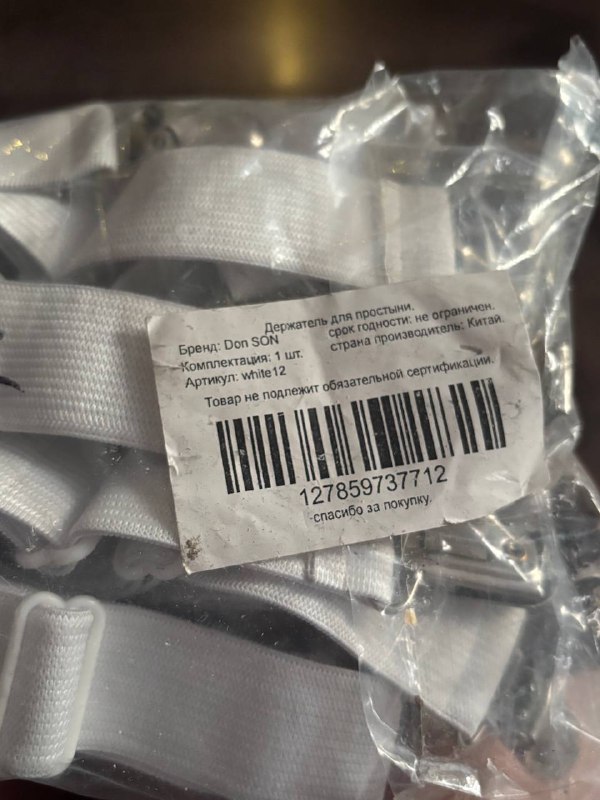 Держатель для простыни.
Бренд: Don SON срок годности: не ограничен.
Комплектация: 1 шт. страна производитель: Китай.
Артикул: white12
Товар не подлежит обязательной сертификации.
127859737712
-спасибо за покупку.